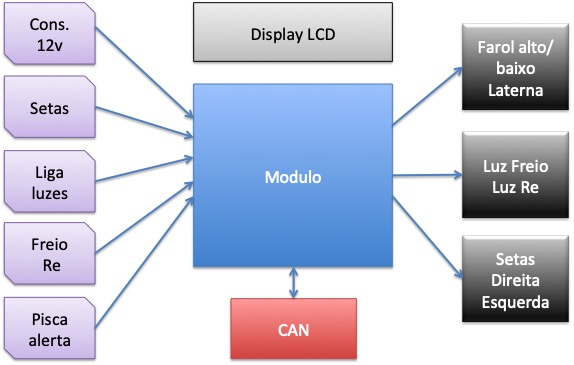 Cons.
12v
Setas
Liga
luzes
Freio
Re
Pisca
alerta
Display LCD
Modulo
CAN
Farol alto/
baixo
Laterna
Luz Freio
Luz Re
Setas
Direita
Esquerda